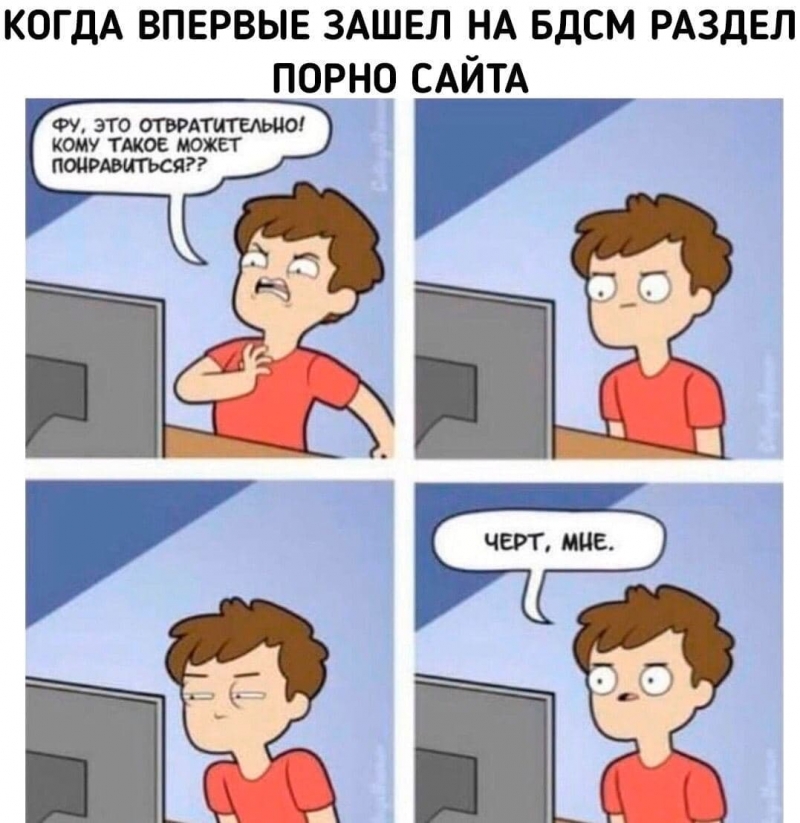 КОГДА ВПЕРВЫЕ ЗАШЕЛ НА БДСМ РАЗДЕЛ
ПОРНО САЙТА
ФУ, ЭТО ОТВРАТИТЕЛЬНО!
КОМУ ТАКОЕ МОЖЕТ
ПОНРАВИТЬСЯ??
ЧЕРТ, МНЕ.